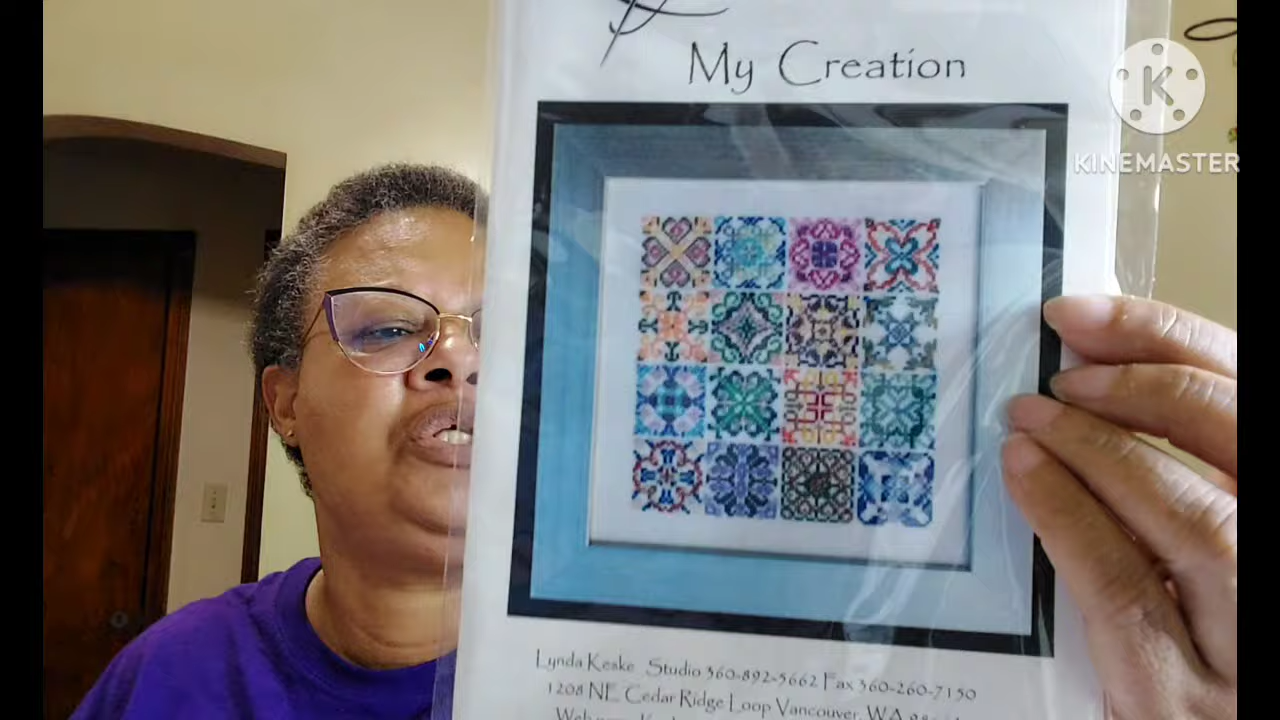 My Creation
KINEMASTER
Lynda Keske Studio 360-892-5662 Fax 360-260-7150
1208 NE Cedar Ridge Loop Vancouver, WA